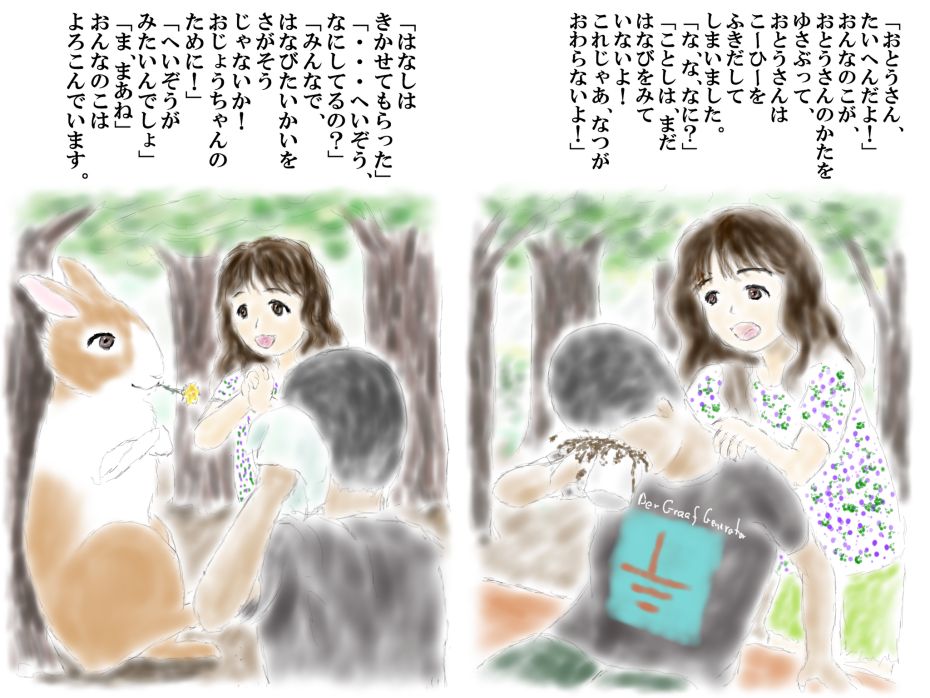 「おとうさん、
たいへんだよ!」
おんなのこが、
おとうさんのかたを
ゆさぶって、
おとうさんは
こーひーを
ふきだして
しまいました。
「な、な、なに?」
「ことしは、まだ
はなびをみて
いないよ!
これじゃあ、なつが
おわらないよ!」
「はなしは
きかせてもらった」
「・・・へいぞう、
なにしてるの?」
「みんなで、
はなびたいかいを
さがそう
じゃないか!
おじょうちゃんの
ために!」
「へいぞうが
みたいんでしょ」
「ま、まあね」
おんなのこは
よろこんでいます。
Der Graaf Generator